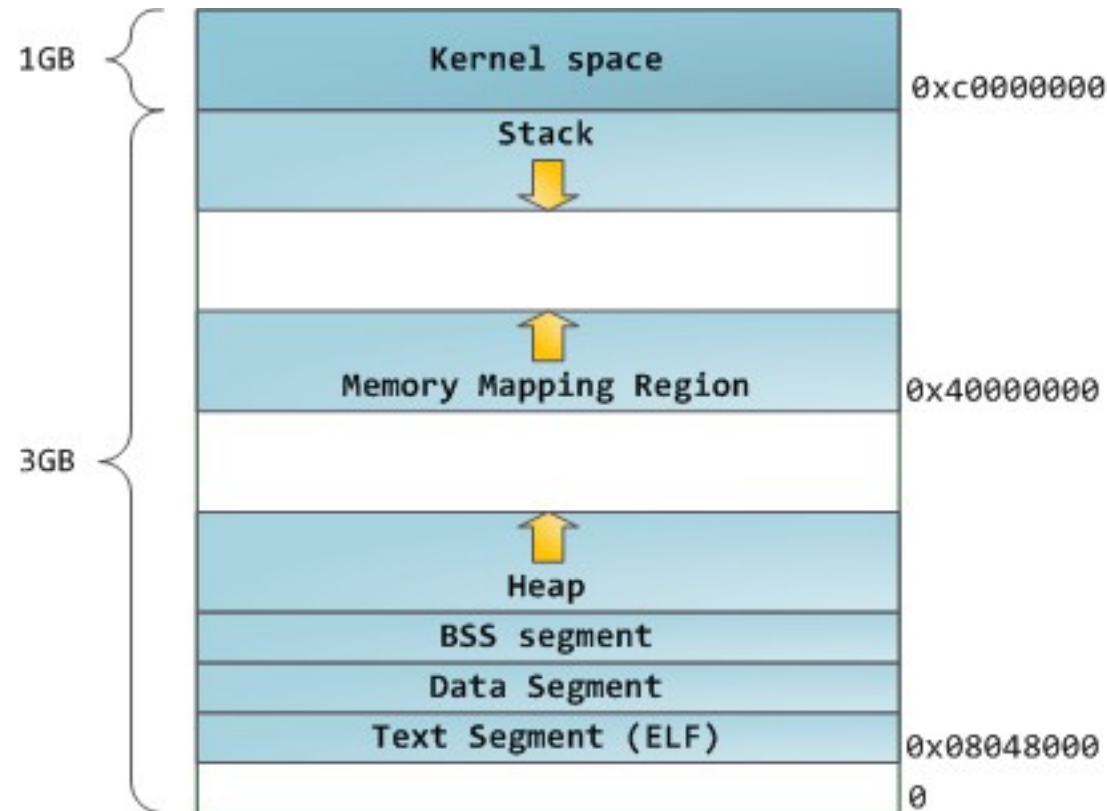 1GB
Kernel space
0xc0000000
Stack
Memory Mapping Region
0x40000000
3GB
Heap
BSS segment
Data Segment
Text Segment (ELF)
0x08048000
0